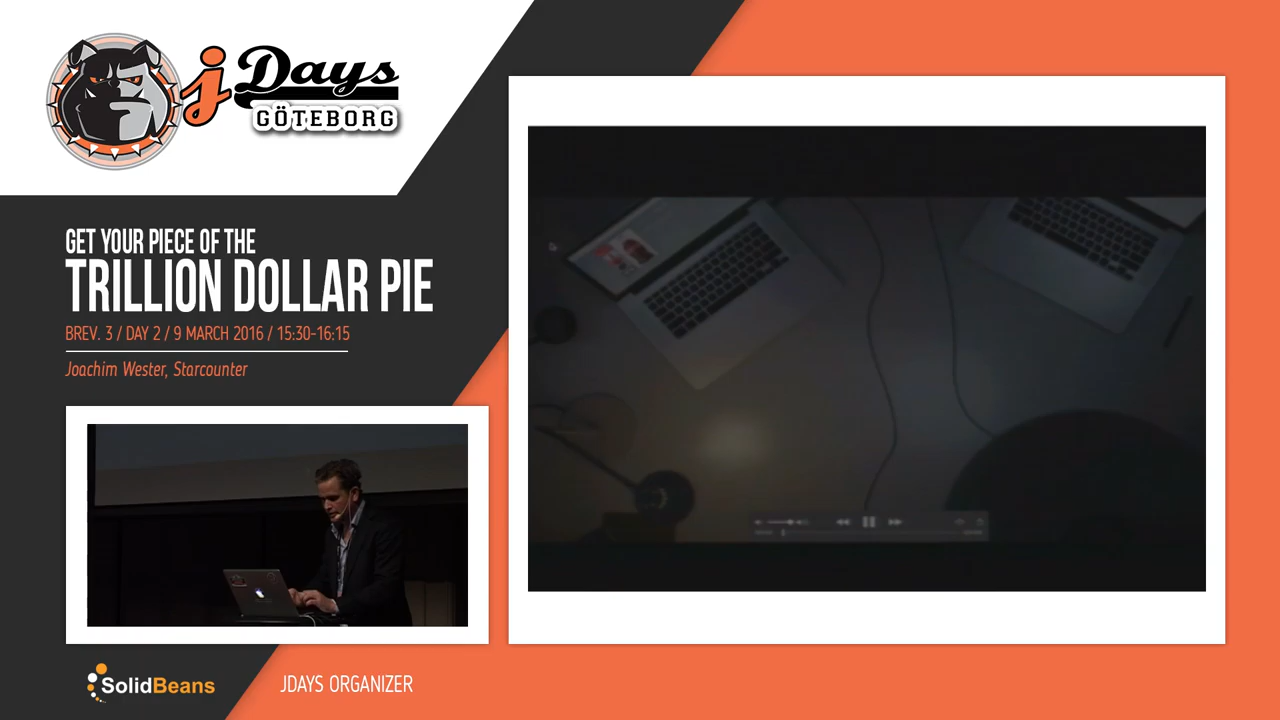 jDays
GÖTEBORG
GET YOUR PIECE OF THE
TRILLION DOLLAR PIE
BREV. 3 / DAY 2 / 9 MARCH 2016 / 15:30-16:15
Joachim Wester, Starcounter
SolidBeans
JDAYS ORGANIZER